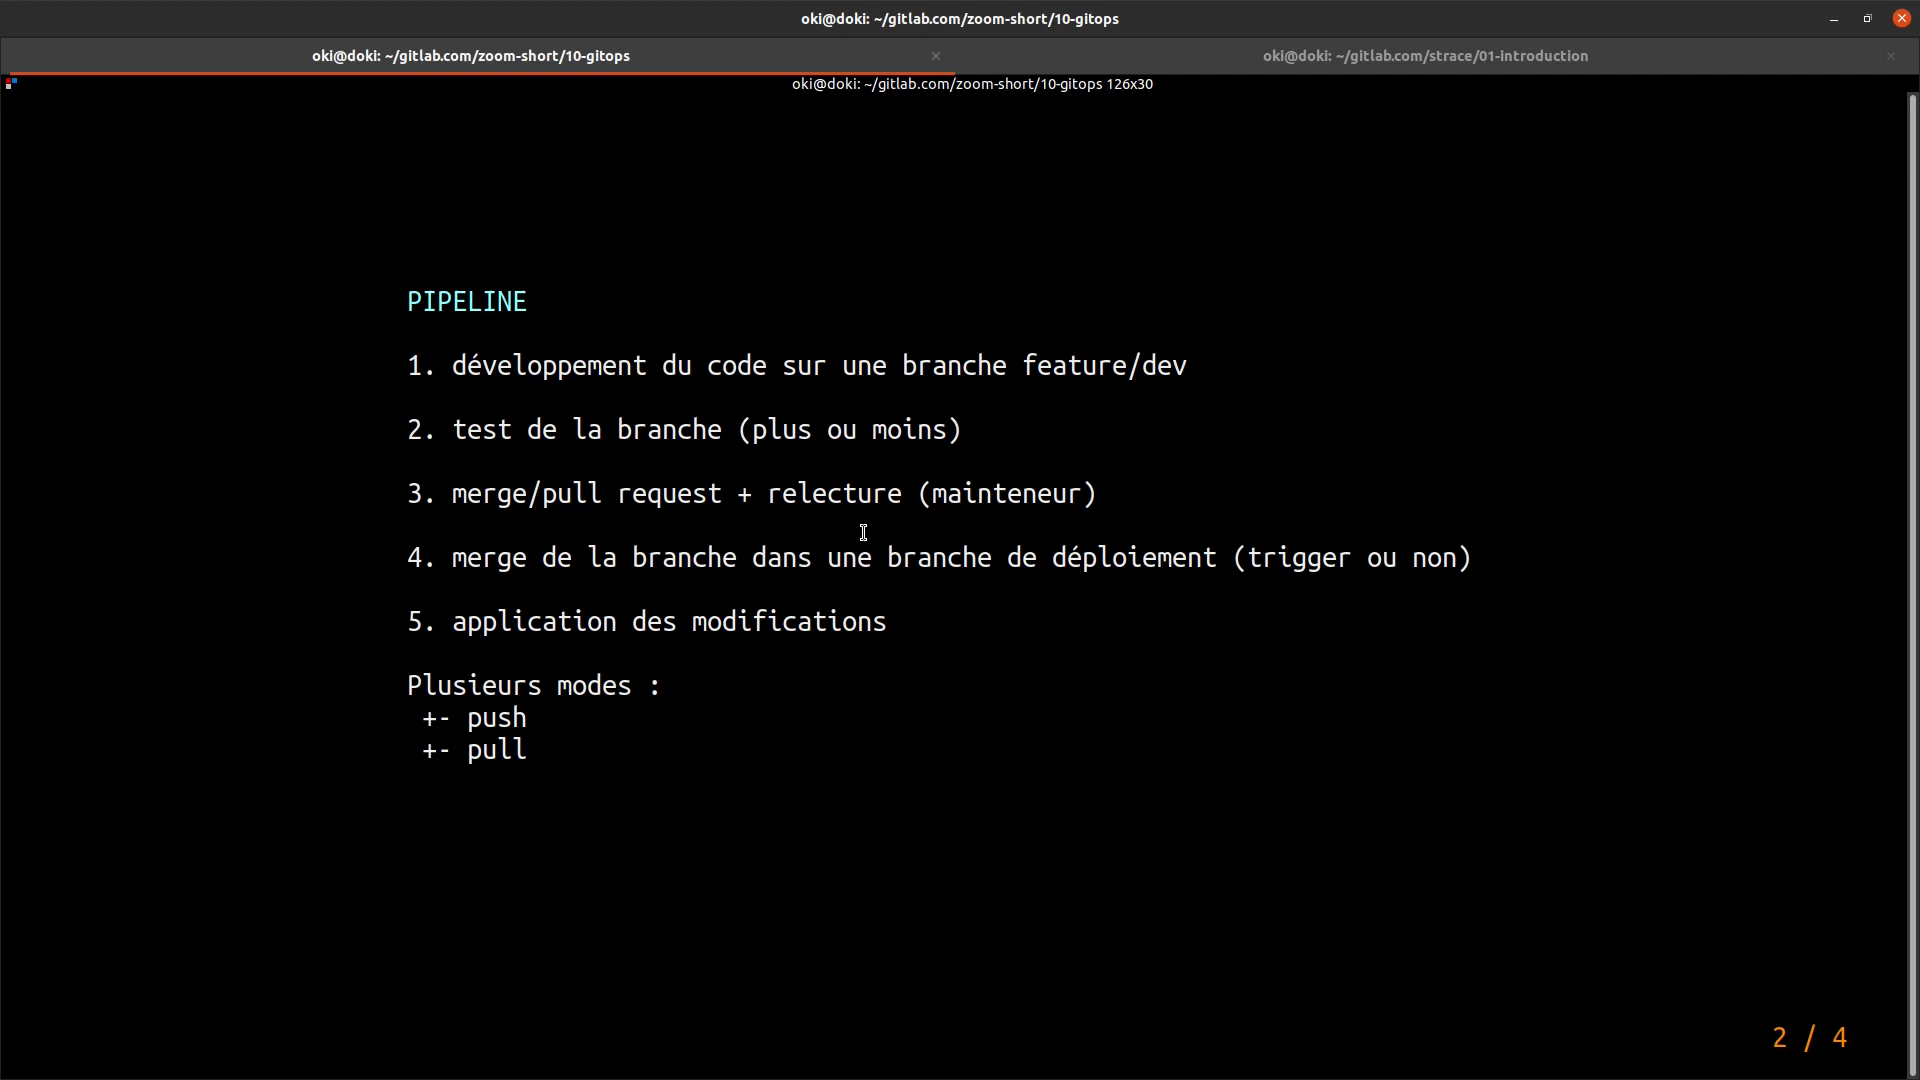 oki@doki: ~/gitlab.com/zoom-short/10-gitops
oki@doki: ~/gitlab.com/zoom-short/10-gitops
oki@doki: ~/gitlab.com/strace/01-introduction
oki@doki: ~/gitlab.com/zoom-short/10-gitops 126x30
PIPELINE
1. développement du code sur une branche feature/dev
2. test de la branche (plus ou moins)
3. merge/pull request + relecture (mainteneur)
4. merge de la branche dans une branche de déploiement (trigger ou non)
5. application des modifications
Plusieurs modes :
+- push
+- pull
2 / 4